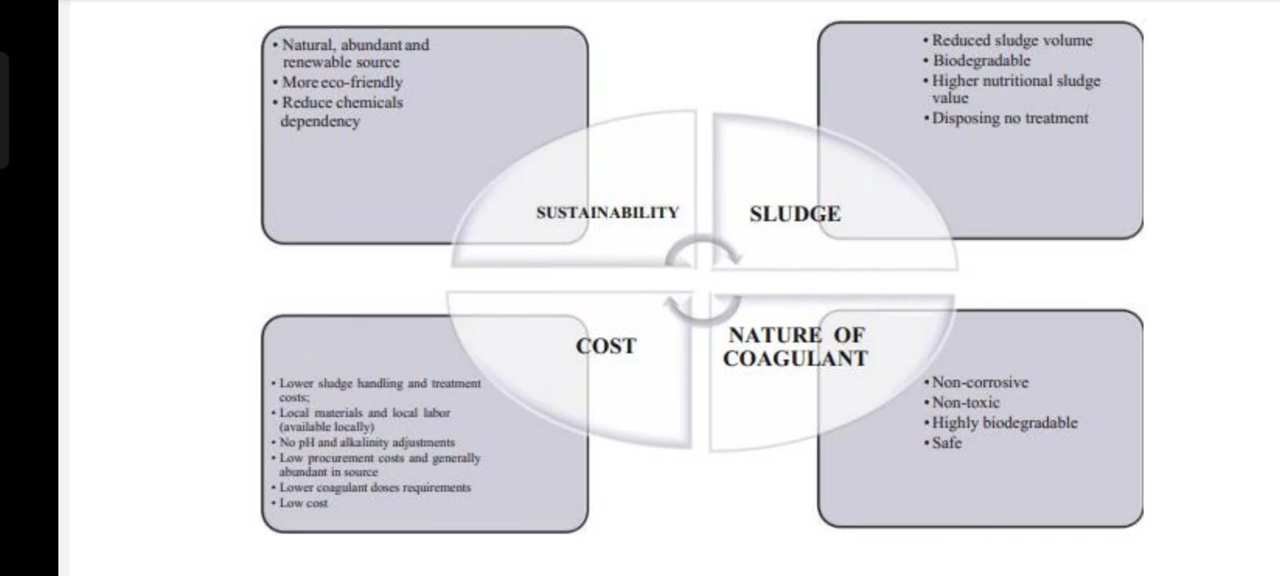 • Natural, abundant and
renewable source
• More eco-friendly
• Reduce chemicals
dependency
SUSTAINABILITY
• Reduced sludge volume
• Biodegradable
• Higher nutritional sludge
value
• Disposing no treatment
SLUDGE
COST
• Lower sludge handling and treatment
costs;
• Local materials and local labor
(available locally)
• No pH and alkalinity adjustments
• Low procurement costs and generally
abundant in source
• Lower coagulant doses requirements
• Low cost
NATURE OF
COAGULANT
• Non-corrosive
• Non-toxic
• Highly biodegradable
• Safe